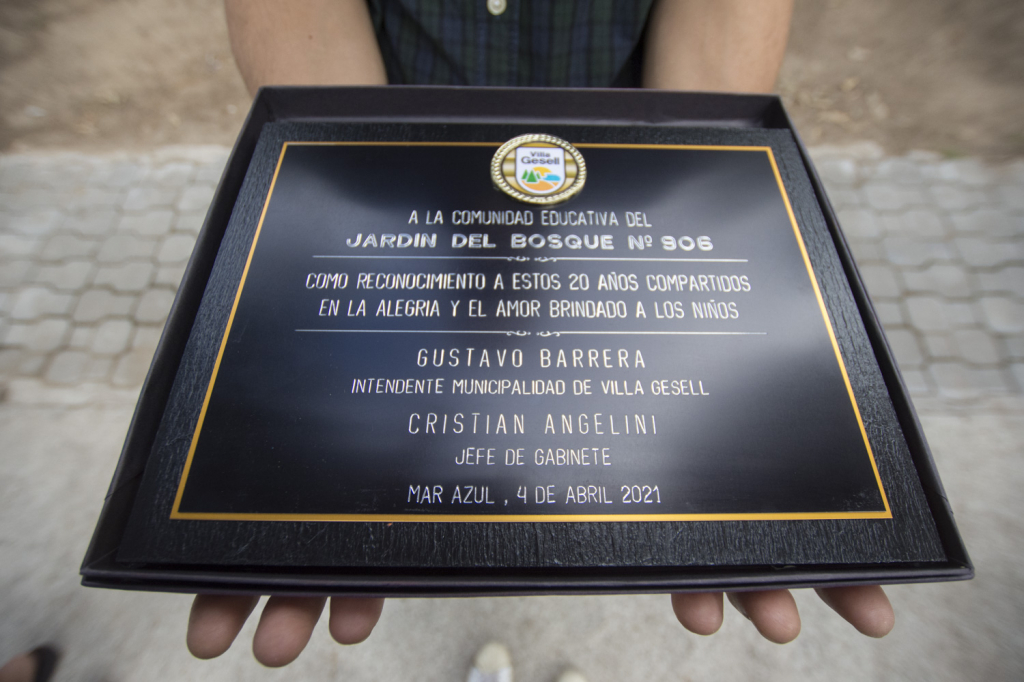 Villa
Gesell
A LA COMUNIDAD EDUCATIVA DEL
JARDIN DEL BOSQUE Nº 906
COMO RECONOCIMIENTO A ESTOS 20 AÑOS COMPARTIDOS
EN LA ALEGRIA Y EL AMOR BRINDADO A LOS NIÑOS
GUSTAVO BARRERA
INTENDENTE MUNICIPALIDAD DE VILLA GESELL
CRISTIAN ANGELINI
JEFE DE GABINETE
MAR AZUL , 4 DE ABRIL 2021